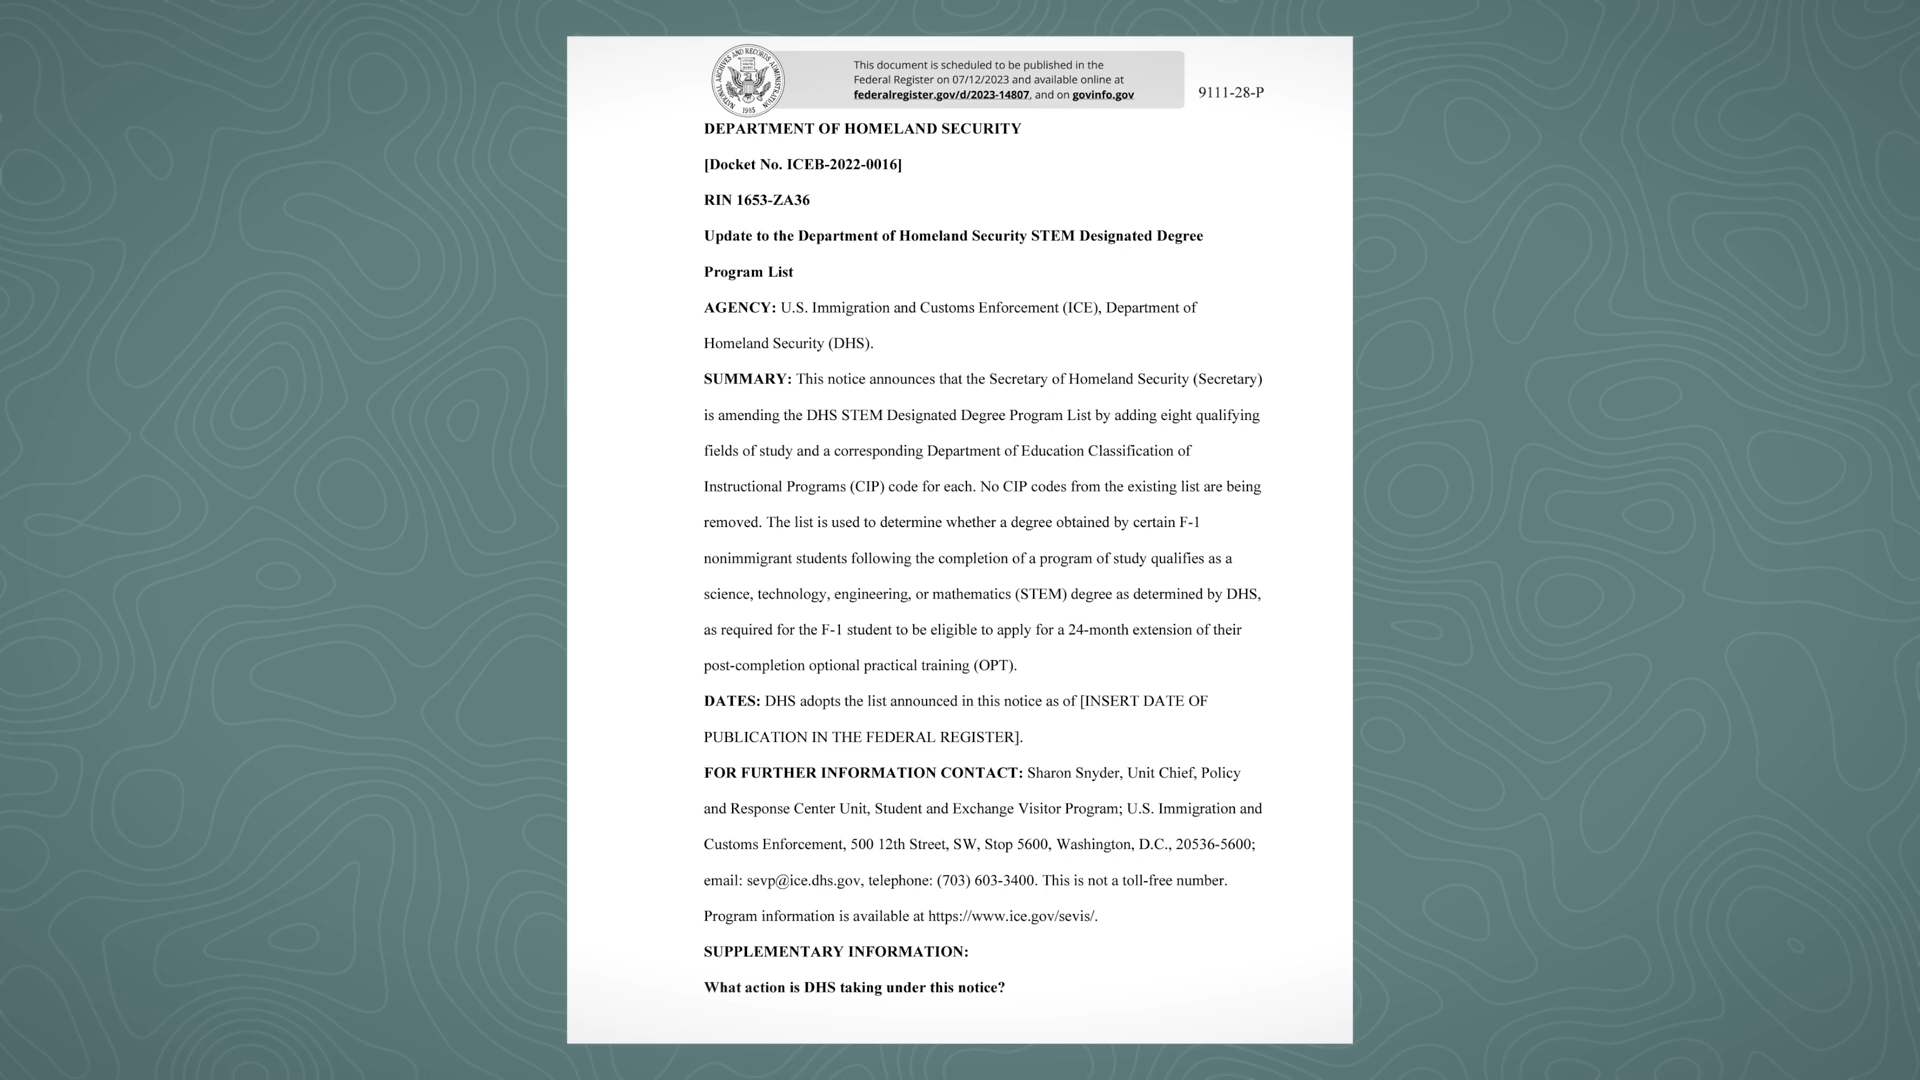 This document is scheduled to be published in the
Federal Register on 07/12/2023 and available online at
federalregister.gov/d/2023-14807, and on govinfo.gov
9111-28-P
NATIONAL ARCHIVES AND RECORDS ADMINISTRATION
1985
DEPARTMENT OF HOMELAND SECURITY
[Docket No. ICEB-2022-0016]
RIN 1653-ZA36
Update to the Department of Homeland Security STEM Designated Degree
Program List
AGENCY: U.S. Immigration and Customs Enforcement (ICE), Department of
Homeland Security (DHS).
SUMMARY: This notice announces that the Secretary of Homeland Security (Secretary)
is amending the DHS STEM Designated Degree Program List by adding eight qualifying
fields of study and a corresponding Department of Education Classification of
Instructional Programs (CIP) code for each. No CIP codes from the existing list are being
removed. The list is used to determine whether a degree obtained by certain F-1
nonimmigrant students following the completion of a program of study qualifies as a
science, technology, engineering, or mathematics (STEM) degree as determined by DHS,
as required for the F-1 student to be eligible to apply for a 24-month extension of their
post-completion optional practical training (OPT).
DATES: DHS adopts the list announced in this notice as of [INSERT DATE OF
PUBLICATION IN THE FEDERAL REGISTER].
FOR FURTHER INFORMATION CONTACT: Sharon Snyder, Unit Chief, Policy
and Response Center Unit, Student and Exchange Visitor Program; U.S. Immigration and
Customs Enforcement, 500 12th Street, SW, Stop 5600, Washington, D.C., 20536-5600;
email: sevp@ice.dhs.gov, telephone: (703) 603-3400. This is not a toll-free number.
Program information is available at https://www.ice.gov/sevis/.
SUPPLEMENTARY INFORMATION:
What action is DHS taking under this notice?